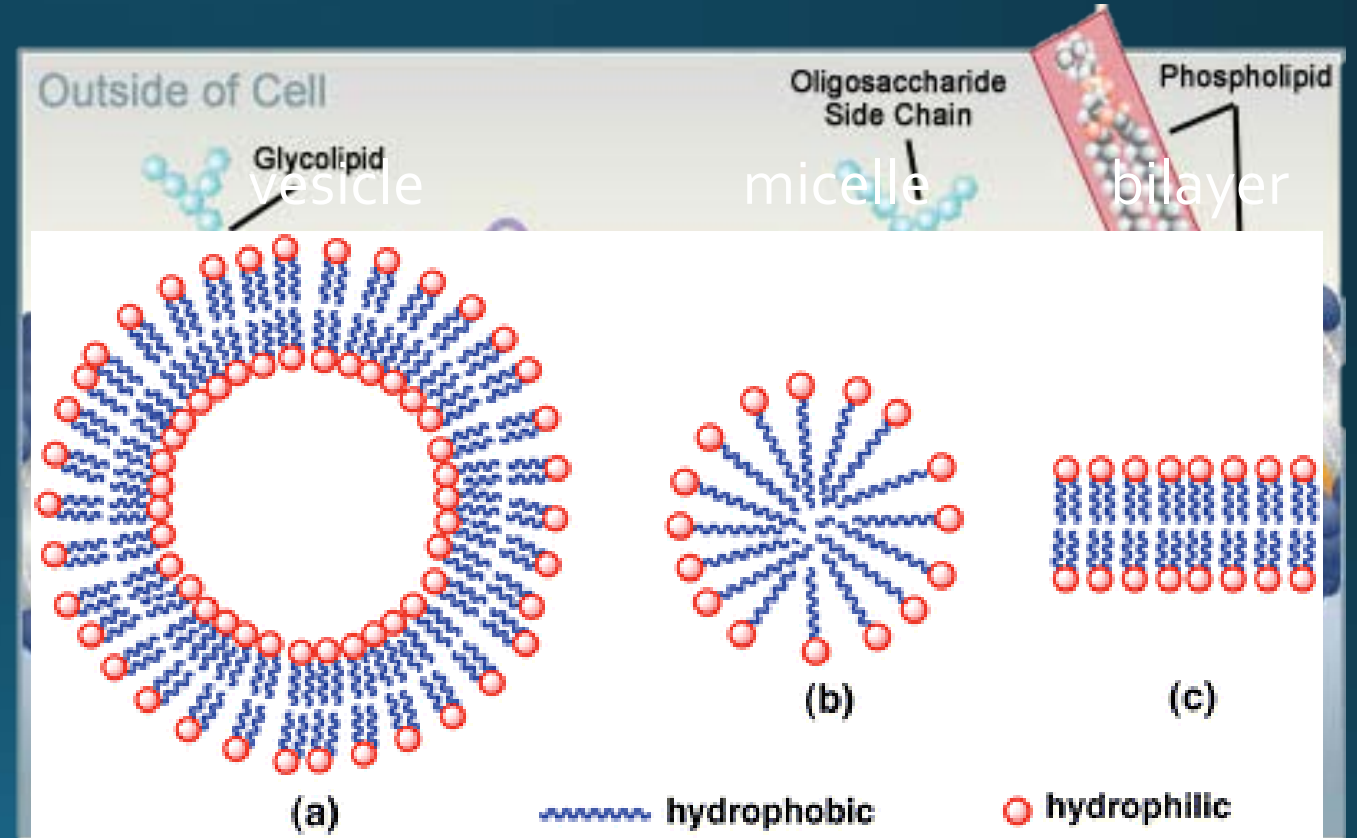 Outside of Cell
Oligosaccharide
Side Chain
Phospholipid
Glycolipid
vesicle
micelle
bilayer
(a)
(b)
(c)
hydrophobic
hydrophilic